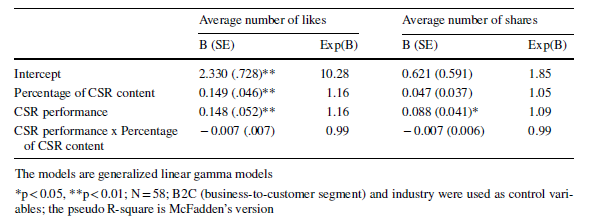 Average number of likes Average number of shares
B (SE) Exp(B) B (SE) Exp(B)
Intercept 2.330 (.728)** 10.28 0.621 (0.591) 1.85
Percentage of CSR content 0.149 (.046)** 1.16 0.047 (0.037) 1.05
CSR performance 0.148 (.052)** 1.16 0.088 (0.041)* 1.09
CSR performance x Percentage − 0.007 (.007) 0.99 − 0.007 (0.006) 0.99
of CSR content
The models are generalized linear gamma models
*p < 0.05, **p < 0.01; N = 58; B2C (business-to-customer segment) and industry were used as control vari-
ables; the pseudo R-square is McFadden's version